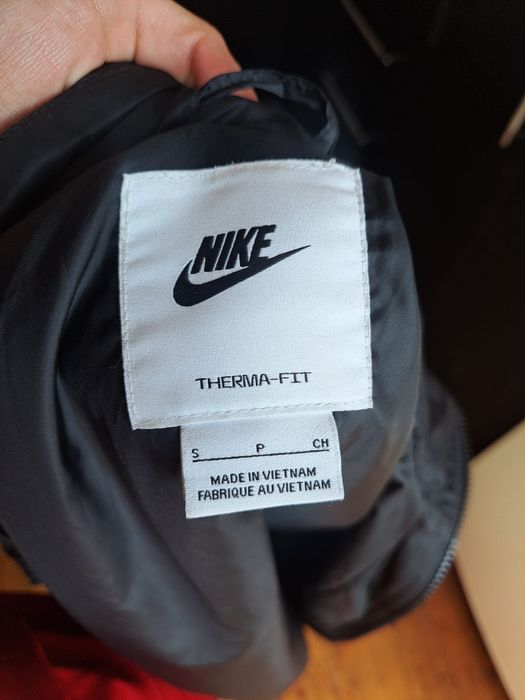 NIKE
THERMA-FIT
S P CH
MADE IN VIETNAM
FABRIQUE AU VIETNAM